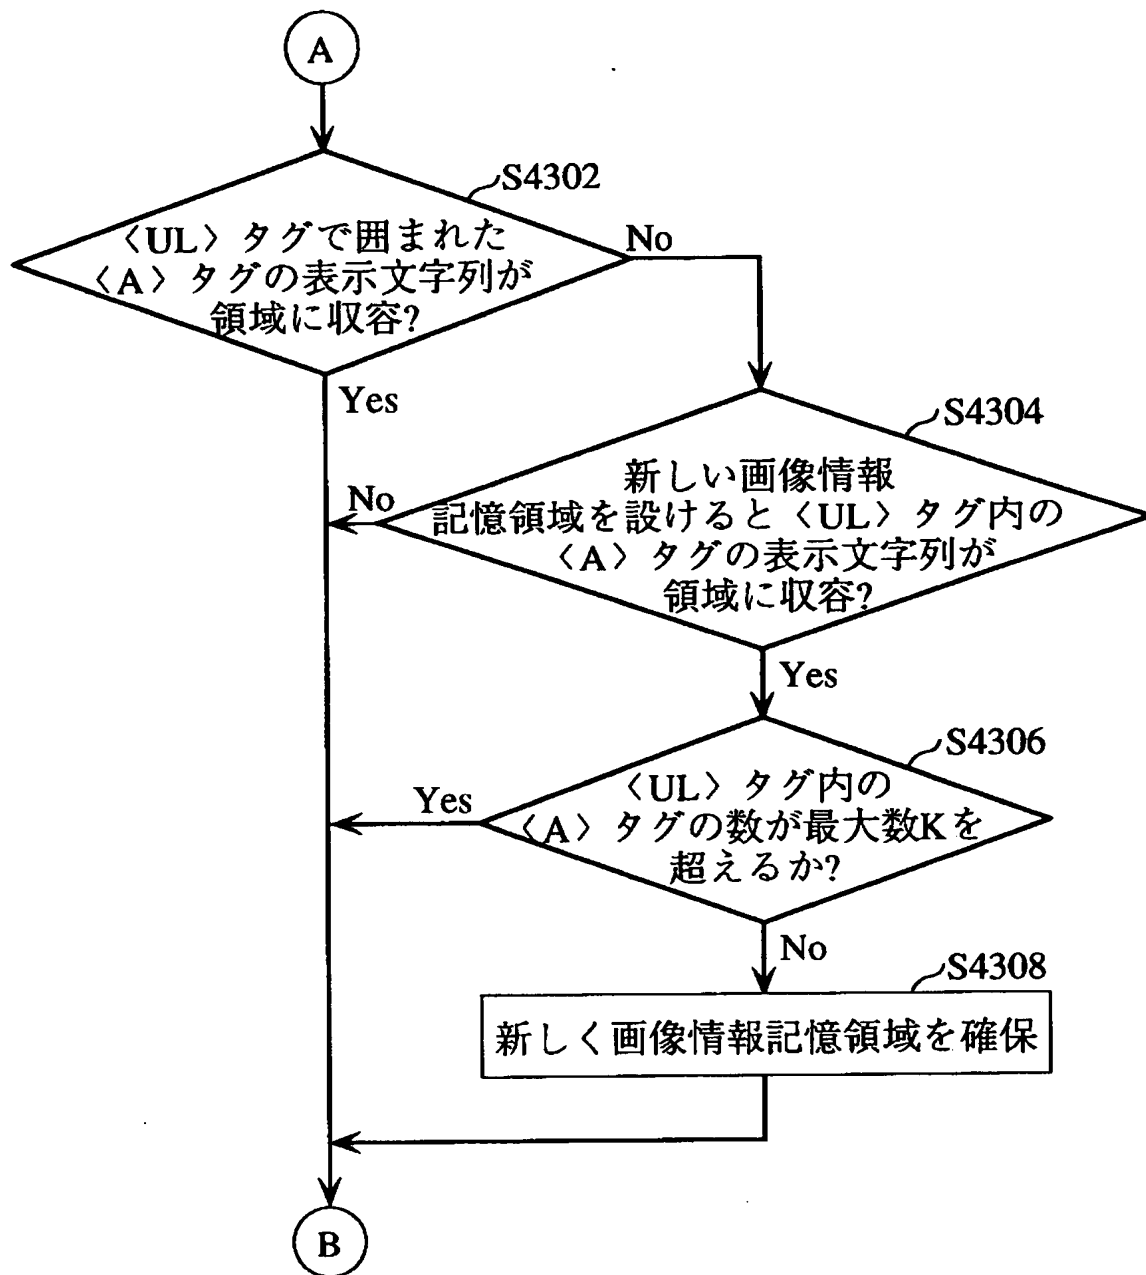 A
S4302
〈UL〉タグで囲まれた
〈A〉タグの表示文字列が
領域に収容?
No
Yes
S4304
新しい画像情報
記憶領域を設けると〈UL〉タグ内の
〈A〉タグの表示文字列が
領域に収容?
No
Yes
S4306
〈UL〉タグ内の
〈A〉タグの数が最大数Kを
超えるか?
Yes
No
S4308
新しく画像情報記憶領域を確保
B